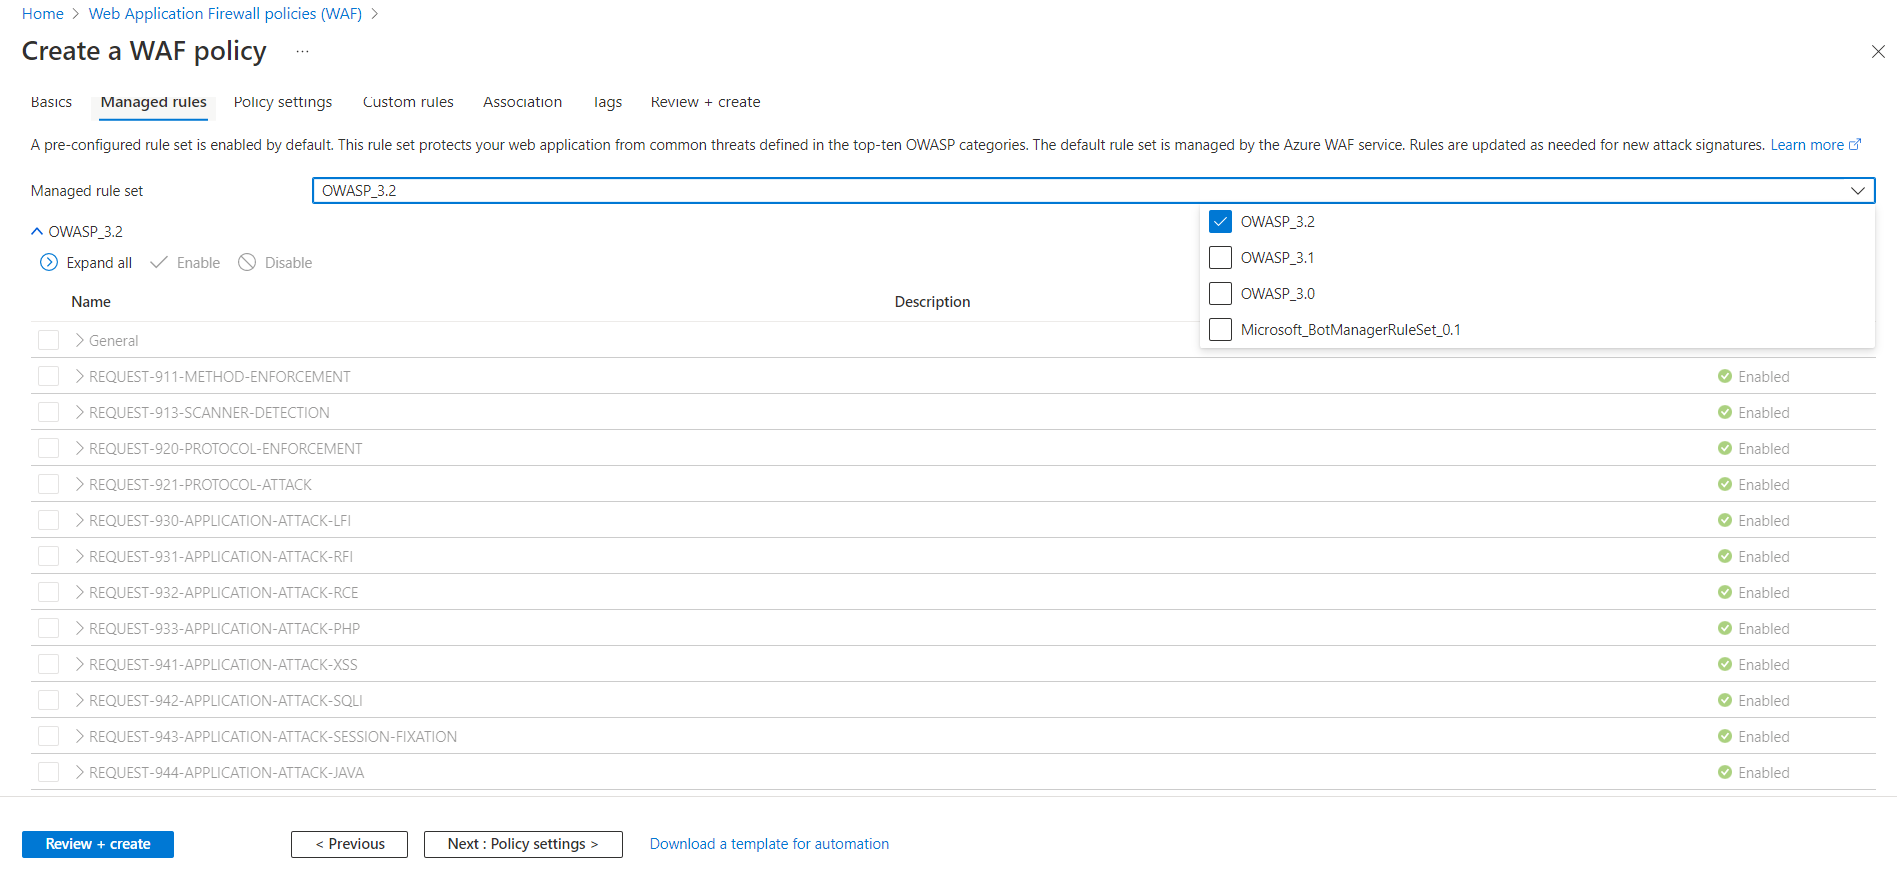 Home > Web Application Firewall policies (WAF) >
Create a WAF policy ...
Basics Managed rules Policy settings Custom rules Association Tags Review + create
A pre-configured rule set is enabled by default. This rule set protects your web application from common threats defined in the top-ten OWASP categories. The default rule set is managed by the Azure WAF service. Rules are updated as needed for new attack signatures. Learn more
Managed rule set OWASP_3.2
OWASP_3.2
OWASP_3.1
OWASP_3.0
Microsoft_BotManagerRuleSet_0.1
OWASP_3.2
Expand all Enable Disable
Name Description
General
REQUEST-911-METHOD-ENFORCEMENT Enabled
REQUEST-913-SCANNER-DETECTION Enabled
REQUEST-920-PROTOCOL-ENFORCEMENT Enabled
REQUEST-921-PROTOCOL-ATTACK Enabled
REQUEST-930-APPLICATION-ATTACK-LFI Enabled
REQUEST-931-APPLICATION-ATTACK-RFI Enabled
REQUEST-932-APPLICATION-ATTACK-RCE Enabled
REQUEST-933-APPLICATION-ATTACK-PHP Enabled
REQUEST-941-APPLICATION-ATTACK-XSS Enabled
REQUEST-942-APPLICATION-ATTACK-SQLI Enabled
REQUEST-943-APPLICATION-ATTACK-SESSION-FIXATION Enabled
REQUEST-944-APPLICATION-ATTACK-JAVA Enabled
Review + create < Previous Next : Policy settings > Download a template for automation